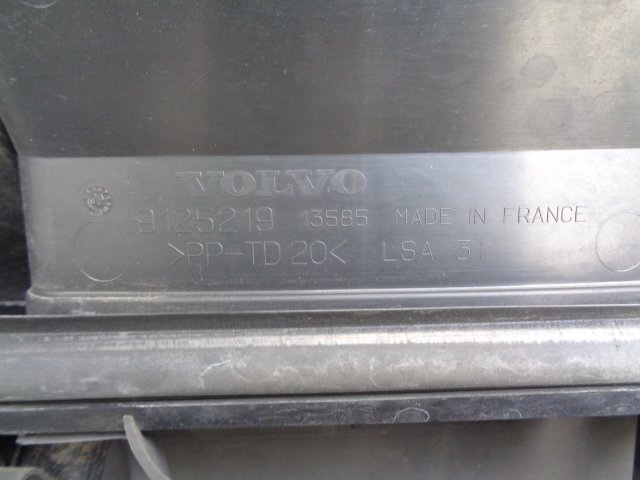 VOLVO
9125219 13585 MADE IN FRANCE
>PP-TD 20< LSA 31